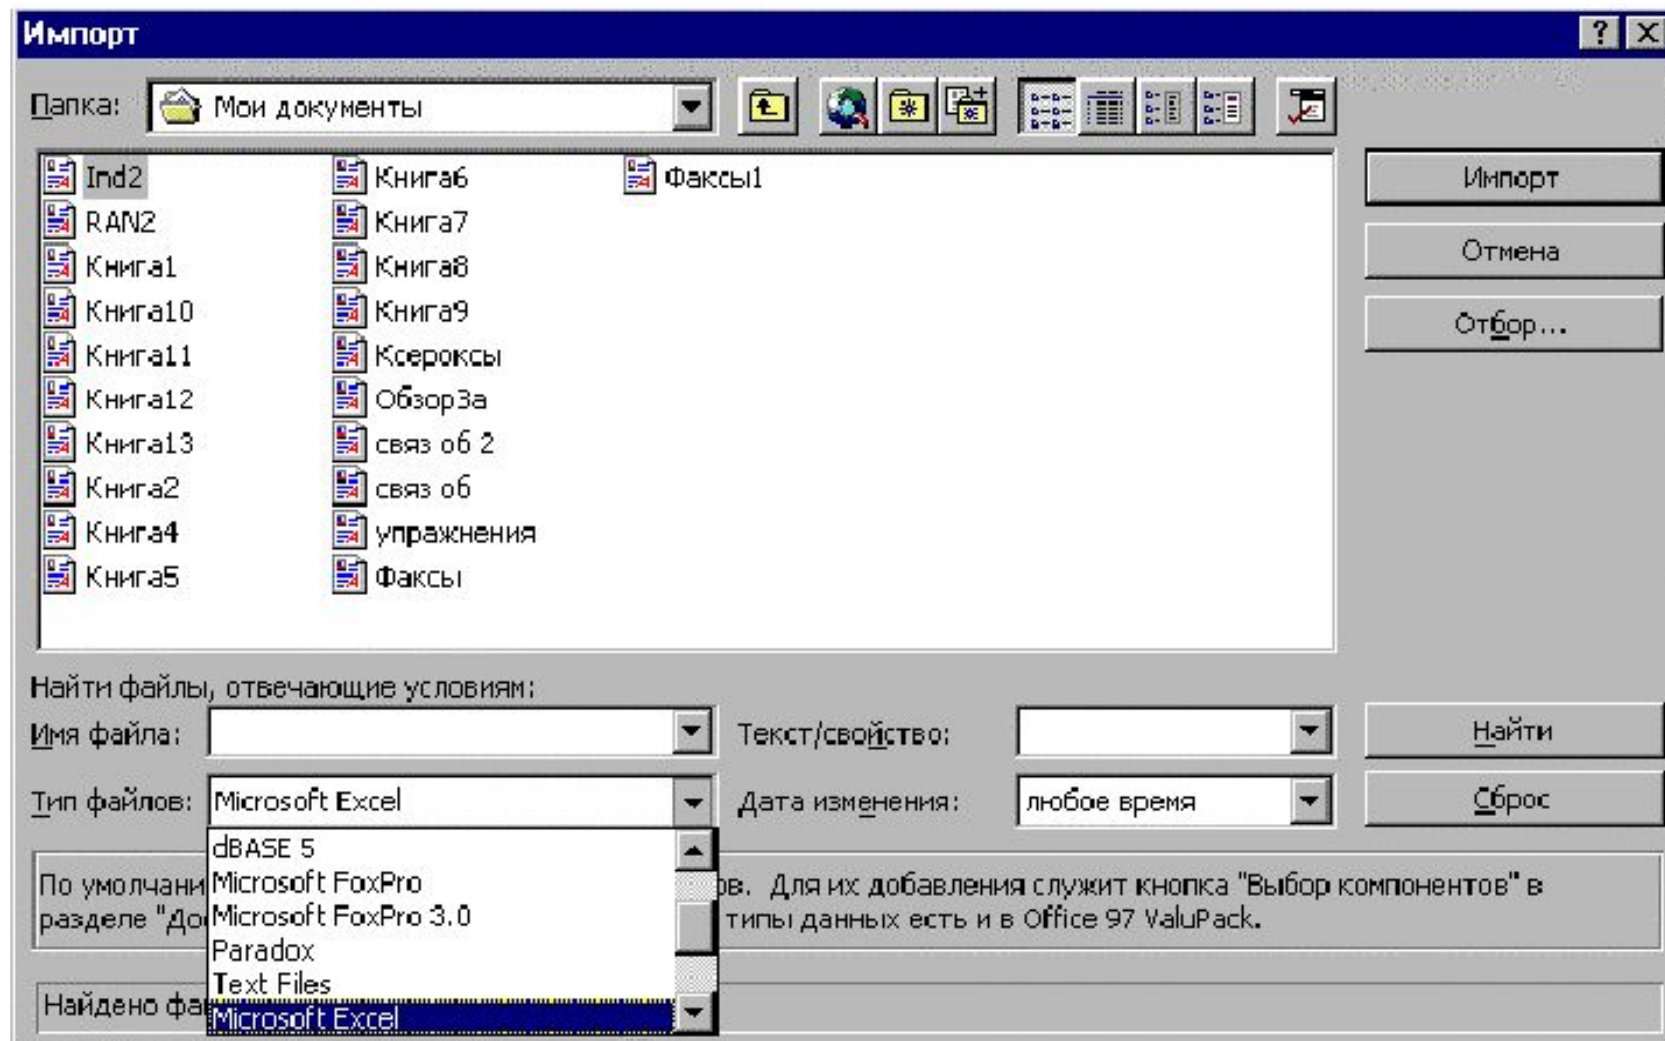 Импорт
Папка: Мои документы
Ind2 Книга6 Факсы1
RAN2 Книга7
Книга1 Книга8
Книга10 Книга9
Книга11 Ксероксы
Книга12 ОбзорЗа
Книга13 связ об 2
Книга2 связ об
Книга4 упражнения
Книга5 Факсы
Импорт
Отмена
Отбор...
Найти файлы, отвечающие условиям:
Имя файла: Текст/свойство: Найти
Тип файлов: Microsoft Excel Дата изменения: любое время Сброс
dBASE 5
Microsoft FoxPro
Microsoft FoxPro 3.0
Paradox
Text Files
Microsoft Excel
По умолчани ов. Для их добавления служит кнопка "Выбор компонентов" в
разделе "До типы данных есть и в Office 97 ValuPack.
Найдено фа